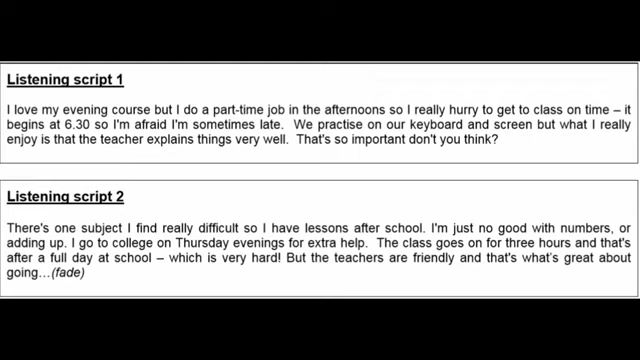 Listening script 1
I love my evening course but I do a part-time job in the afternoons so I really hurry to get to class on time – it
begins at 6.30 so I'm afraid I'm sometimes late.  We practise on our keyboard and screen but what I really
enjoy is that the teacher explains things very well.  That's so important don't you think?
Listening script 2
There's one subject I find really difficult so I have lessons after school. I'm just no good with numbers, or
adding up. I go to college on Thursday evenings for extra help.  The class goes on for three hours and that's
after a full day at school – which is very hard! But the teachers are friendly and that's what's great about
going…(fade)